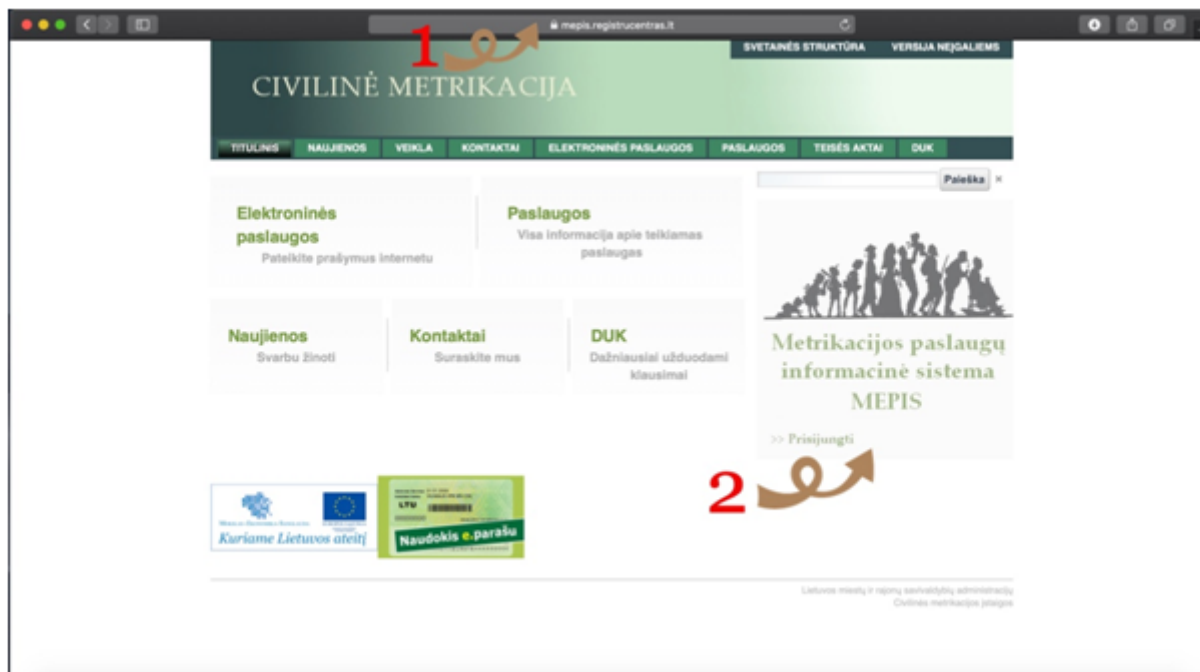 mepis.registrucentras.lt
1
SVETAINĖS STRUKTŪRA VERSIJA NEĮGALIEMS
CIVILINĖ METRIKACIJA
TITULINIS NAUJIENOS VEIKLA KONTAKTAI ELEKTRONINĖS PASLAUGOS PASLAUGOS TEISĖS AKTAI DUK
Paieška ×
Elektroninės
paslaugos
Pateikite prašymus internetu
Paslaugos
Visa informacija apie teikiamas
paslaugas
Naujienos
Svarbu žinoti
Kontaktai
Suraskite mus
DUK
Dažniausiai užduodami
klausimai
Metrikacijos paslaugų
informacinė sistema
MEPIS
>> Prisijungti
2
Kuriame Lietuvos ateitį
LTU
Naudokis e.parašu
Lietuvos miestų ir rajonų savivaldybių administracijų
Civilinės metrikacijos įstaigos